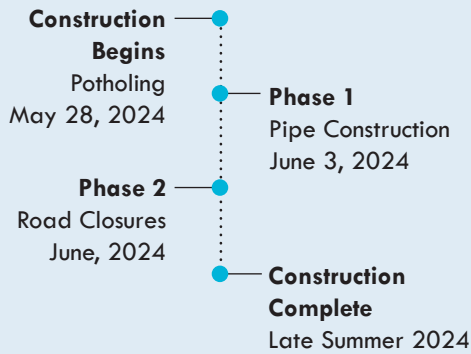 Construction
Begins
Potholing
May 28, 2024
Phase 1
Pipe Construction
June 3, 2024
Phase 2
Road Closures
June, 2024
Construction
Complete
Late Summer 2024